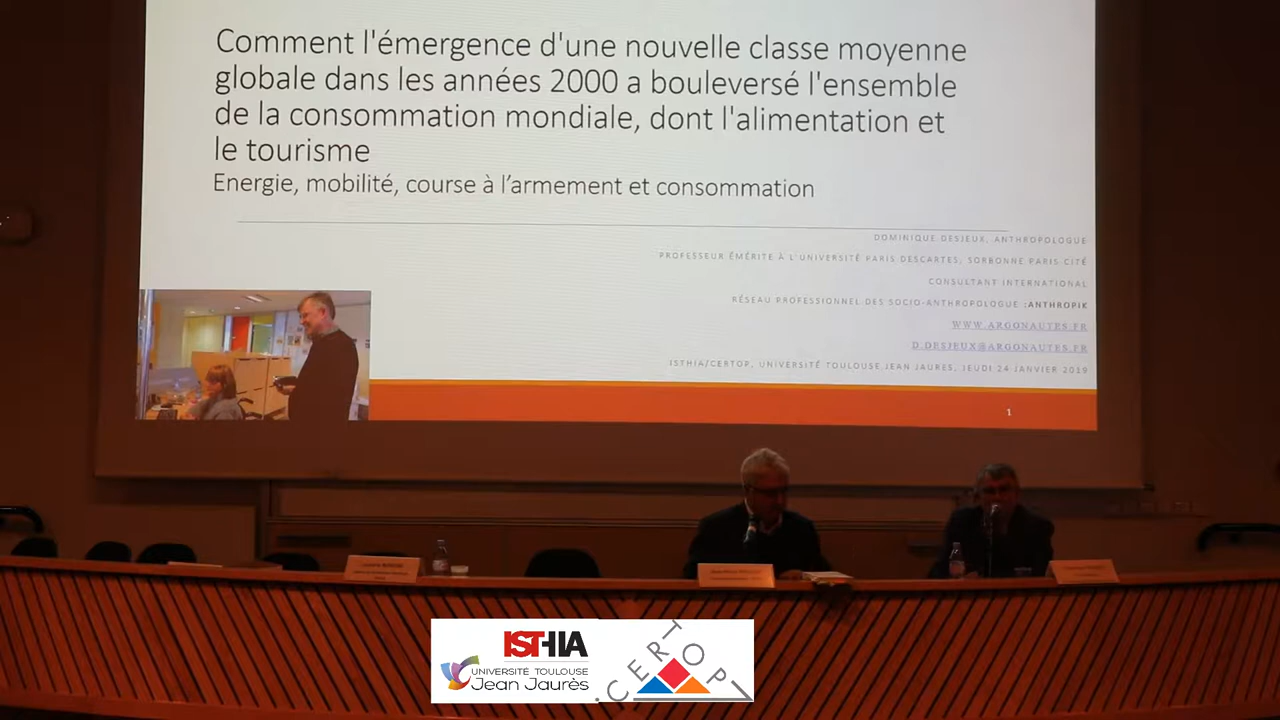 Comment l'émergence d'une nouvelle classe moyenne
globale dans les années 2000 a bouleversé l'ensemble
de la consommation mondiale, dont l'alimentation et
le tourisme
Energie, mobilité, course à l'armement et consommation
DOMINIQUE DESJEUX, ANTHROPOLOGUE
PROFESSEUR ÉMÉRITE À L'UNIVERSITÉ PARIS DESCARTES, SORBONNE PARIS CITÉ
CONSULTANT INTERNATIONAL
RÉSEAU PROFESSIONNEL DES SOCIO-ANTHROPOLOGUE :ANTHROPIK
WWW.ARGONAUTES.FR
D.DESJEUX@ARGONAUTES.FR
ISTHIA/CERTOP, UNIVERSITÉ TOULOUSE JEAN JAURES, JEUDI 24 JANVIER 2019
1
ISTHIA
UNIVERSITÉ TOULOUSE
Jean Jaurès
CERTOP